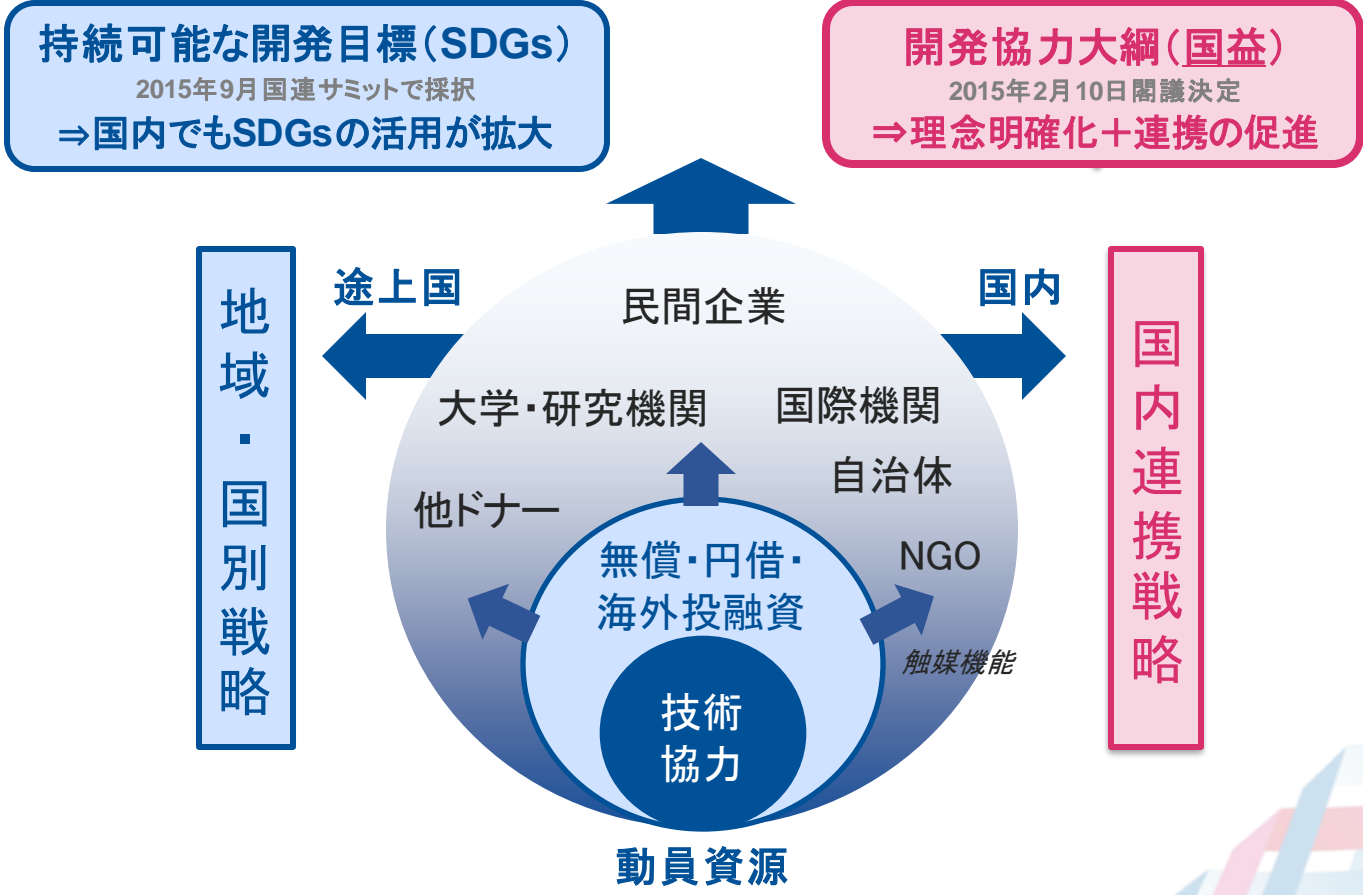 持続可能な開発目標(SDGs)
2015年9月国連サミットで採択
⇒国内でもSDGsの活用が拡大
開発協力大綱(国益)
2015年2月10日閣議決定
⇒理念明確化+連携の促進
地域・国別戦略
途上国
国内
国内連携戦略
民間企業
大学・研究機関
国際機関
自治体
他ドナー
NGO
無償・円借・
海外投融資
触媒機能
技術
協力
動員資源